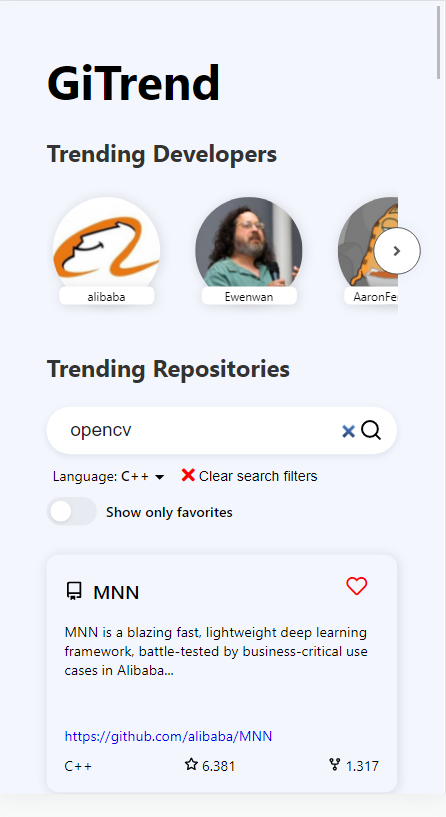 GiTrend
Trending Developers
alibaba
Ewenwan
AaronFe
Trending Repositories
opencv
Language: C++
Clear search filters
Show only favorites
MNN
MNN is a blazing fast, lightweight deep learning
framework, battle-tested by business-critical use
cases in Alibaba...
https://github.com/alibaba/MNN
C++ 6.381 1.317